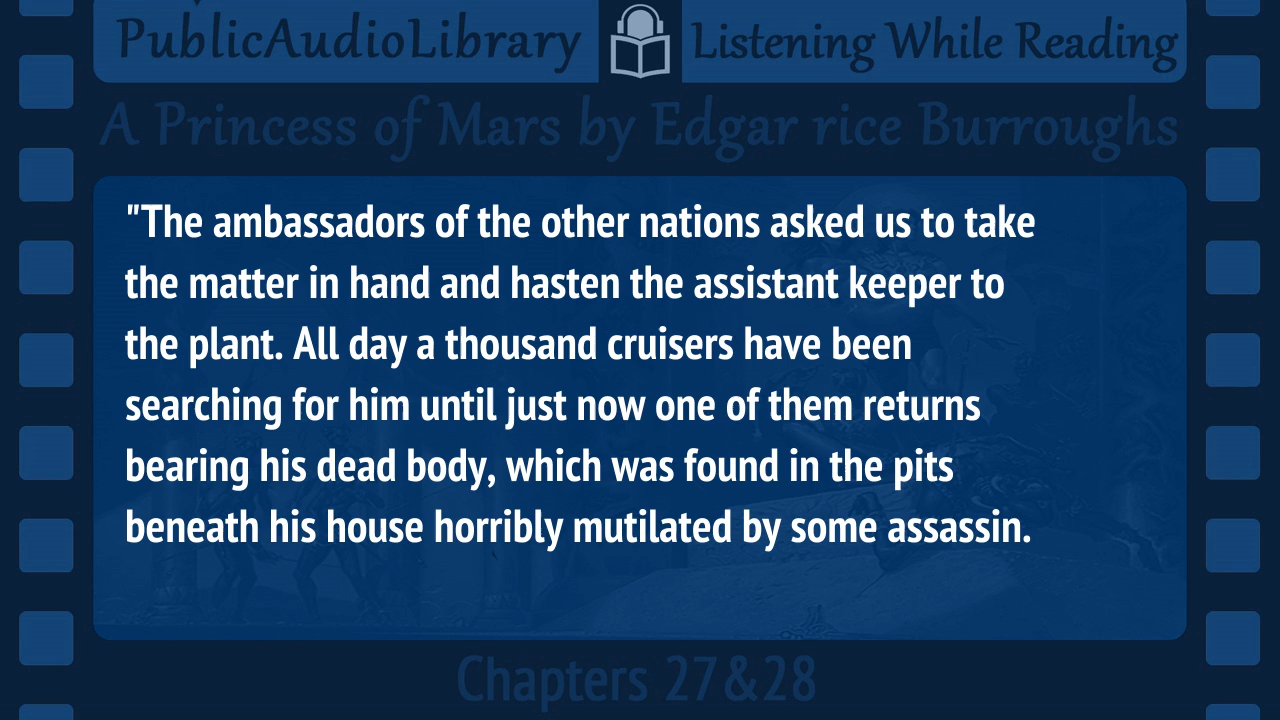 PublicAudioLibrary Listening While Reading
A Princess of Mars by Edgar rice Burroughs
"The ambassadors of the other nations asked us to take
the matter in hand and hasten the assistant keeper to
the plant. All day a thousand cruisers have been
searching for him until just now one of them returns
bearing his dead body, which was found in the pits
beneath his house horribly mutilated by some assassin.
Chapters 27&28